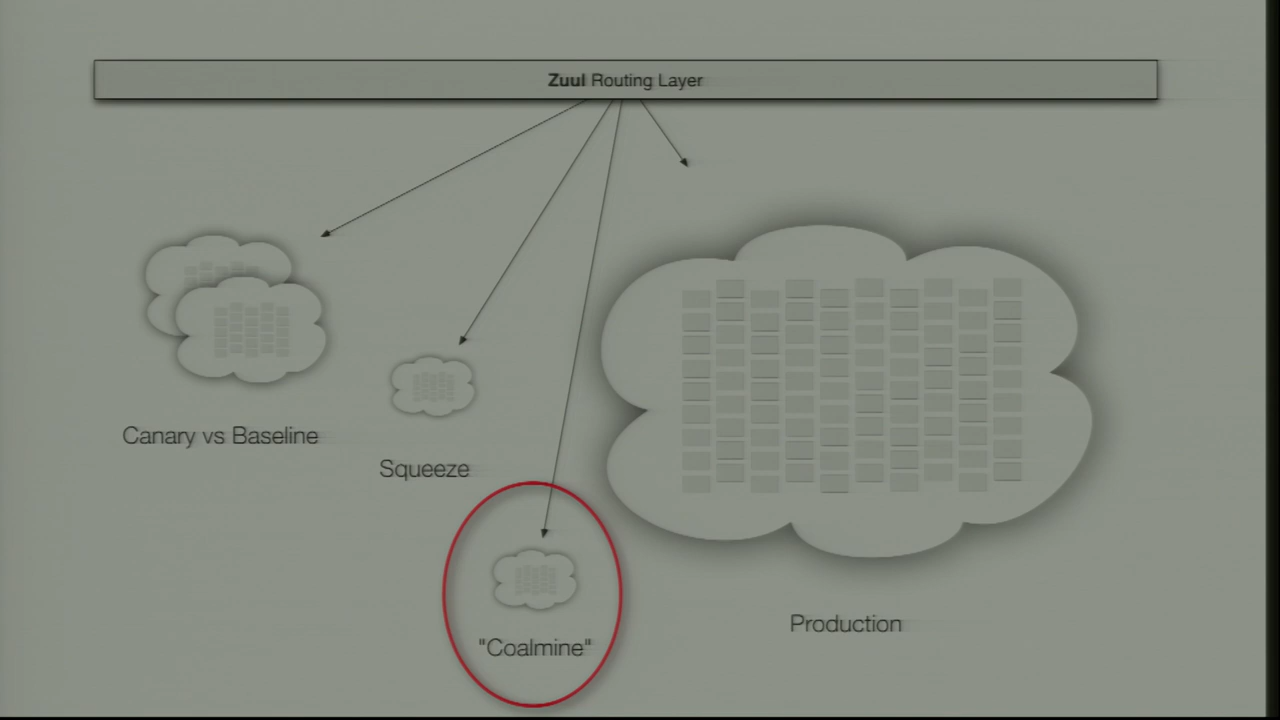 Zuul Routing Layer
Canary vs Baseline
Squeeze
"Coalmine"
Production